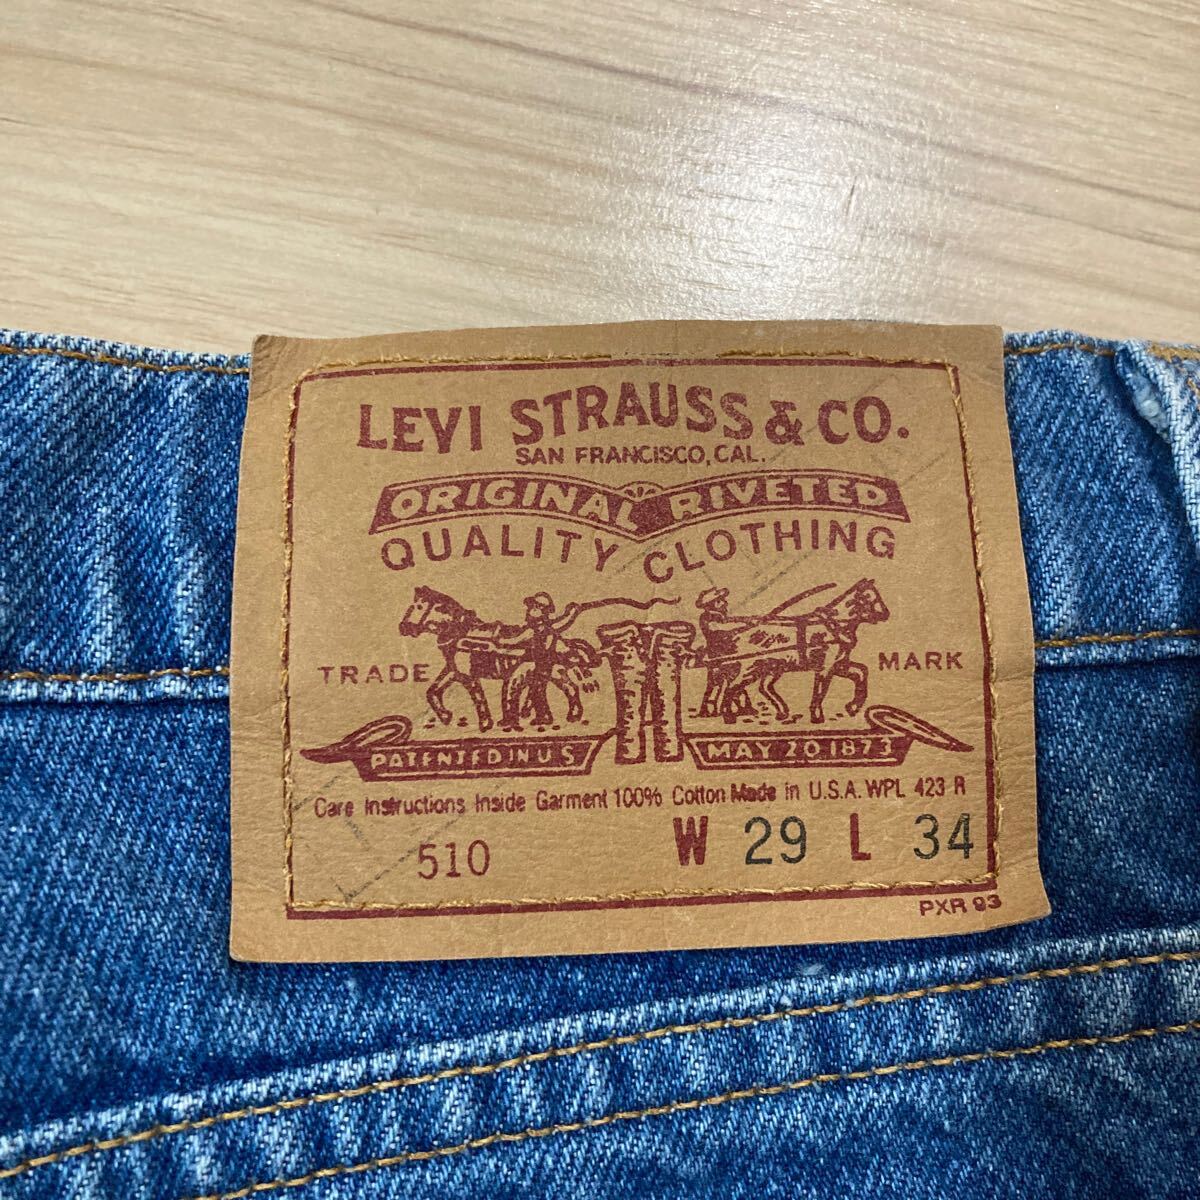 LEVI STRAUSS & CO.
SAN FRANCISCO, CAL.
ORIGINAL RIVETED
QUALITY CLOTHING
TRADE MARK
PATENTED IN U S MAY 20 1873
Care Instructions Inside Garment 100% Cotton Made in U.S.A. WPL 423 R
510 W 29 L 34
PXR 93